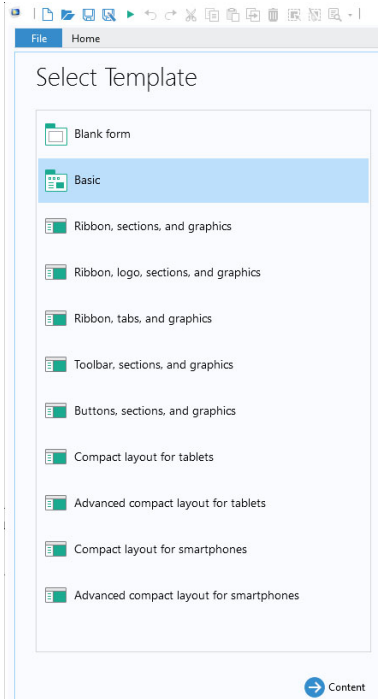 File Home
Select Template
Blank form
Basic
Ribbon, sections, and graphics
Ribbon, logo, sections, and graphics
Ribbon, tabs, and graphics
Toolbar, sections, and graphics
Buttons, sections, and graphics
Compact layout for tablets
Advanced compact layout for tablets
Compact layout for smartphones
Advanced compact layout for smartphones
Content